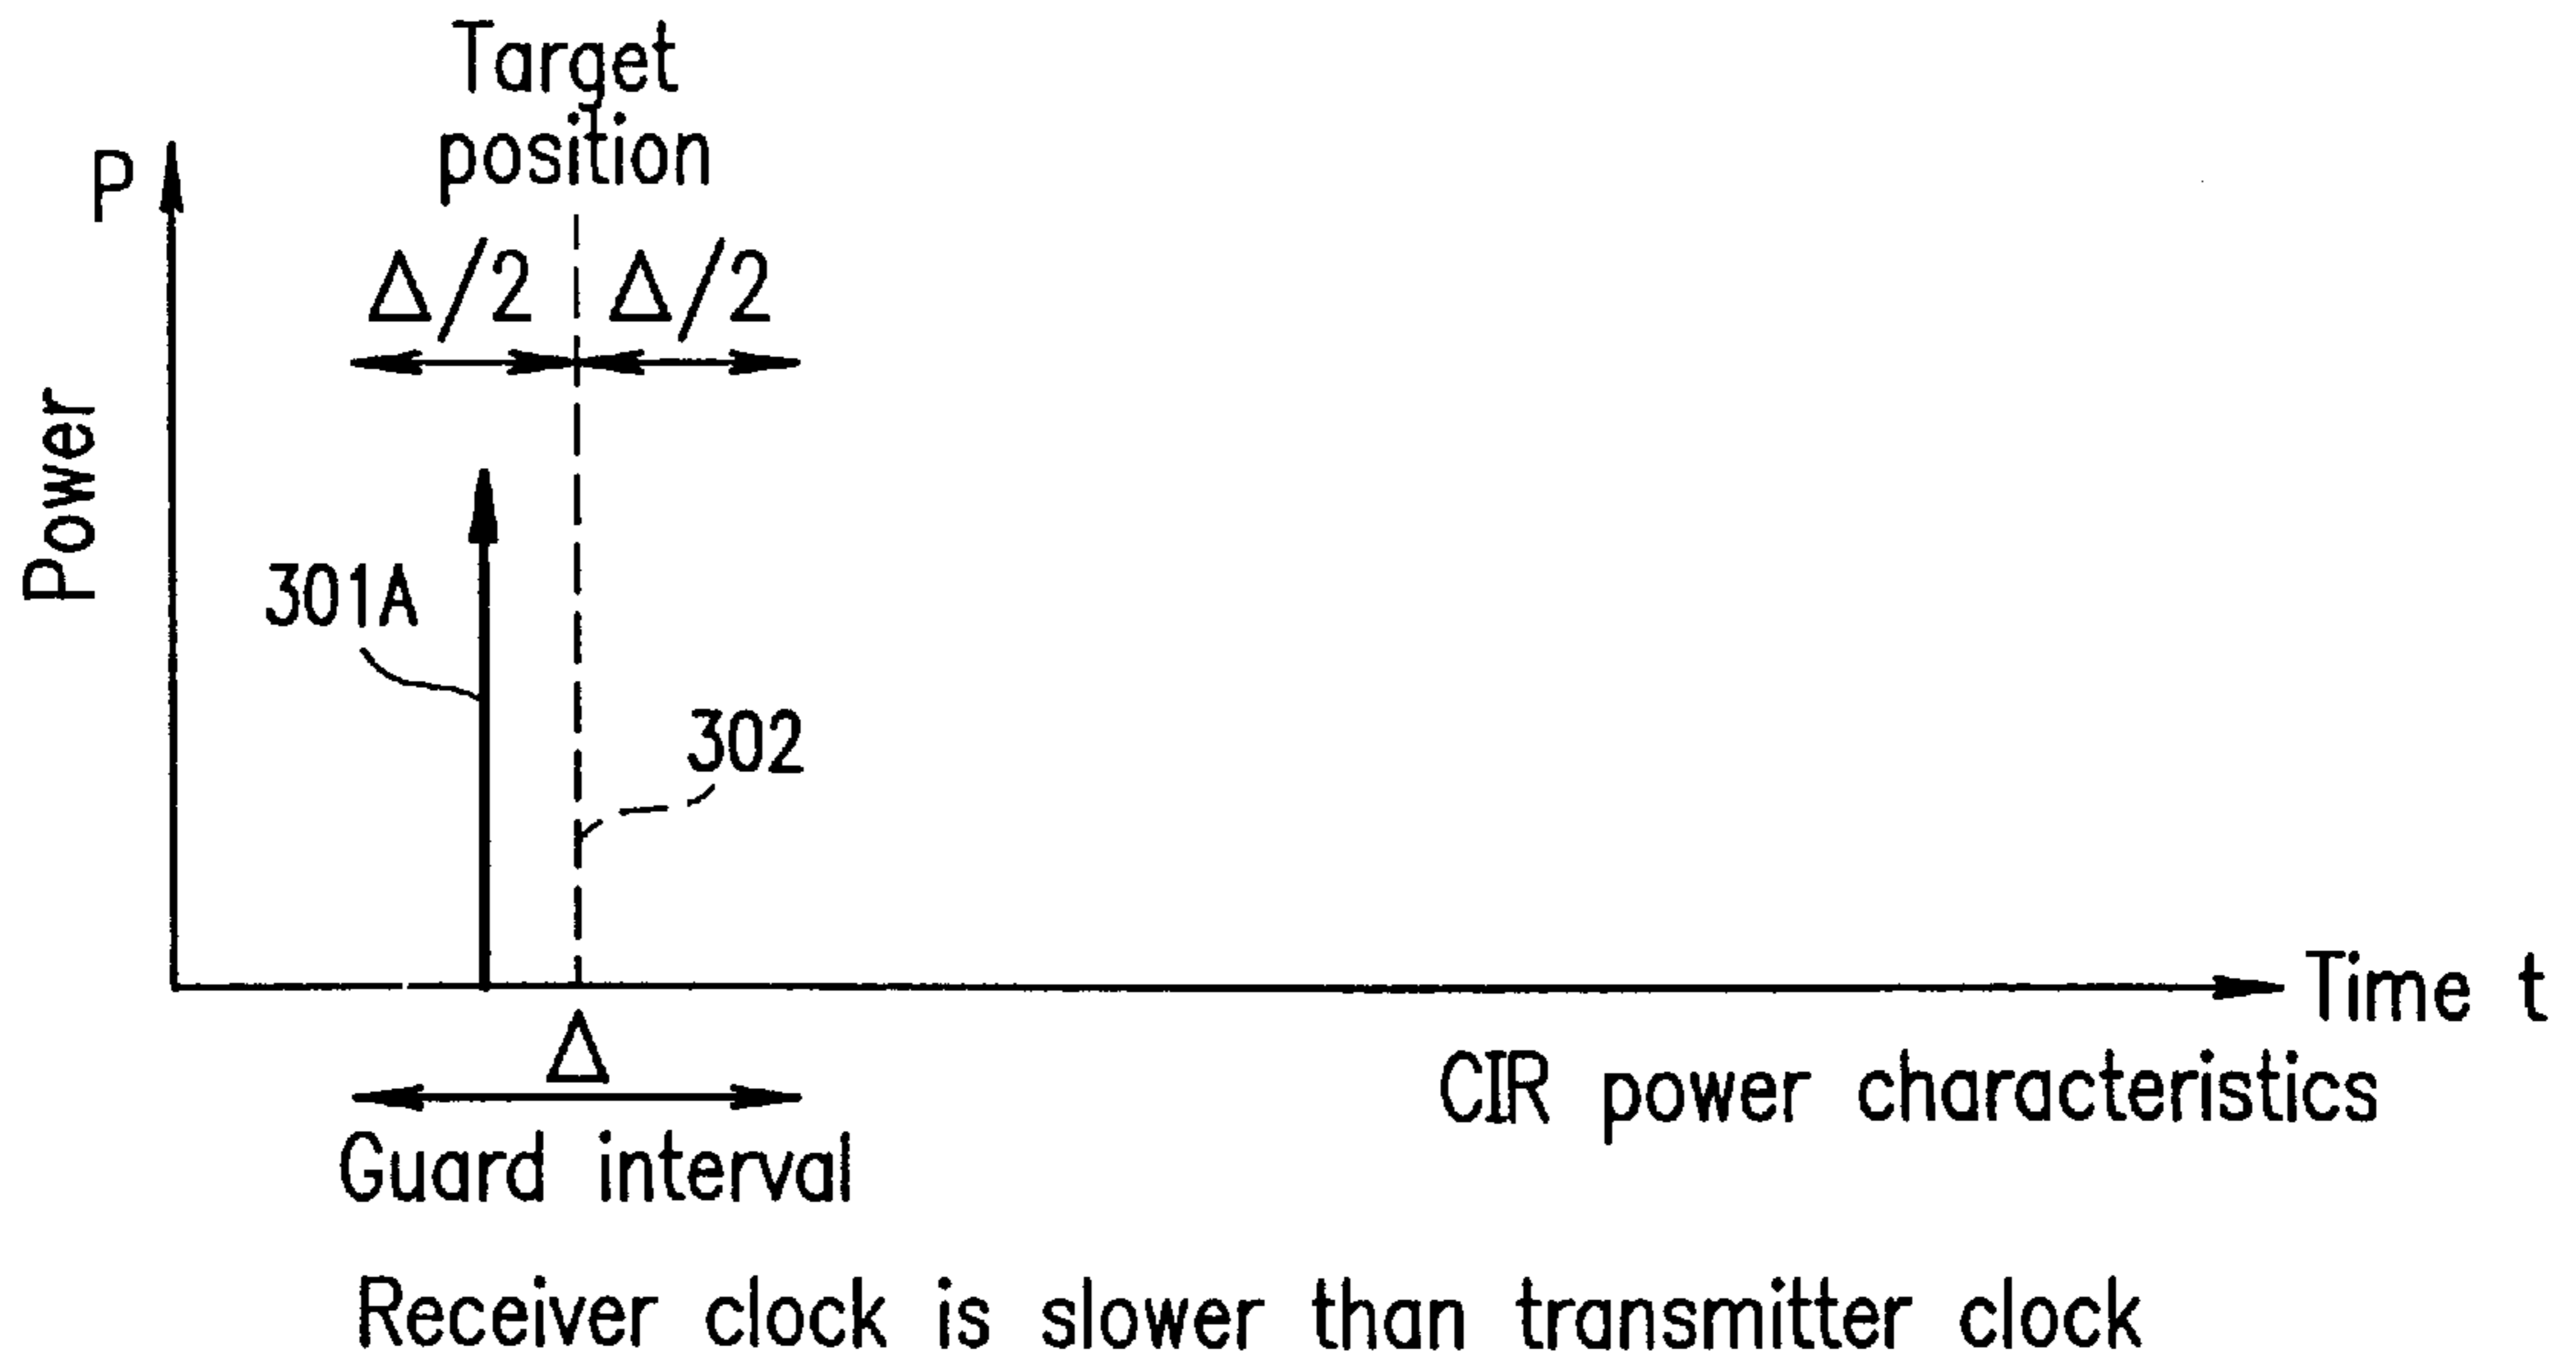 Target
position
P
Δ/2 Δ/2
Power
301A
302
Time t
Δ
CIR power characteristics
Guard interval
Receiver clock is slower than transmitter clock